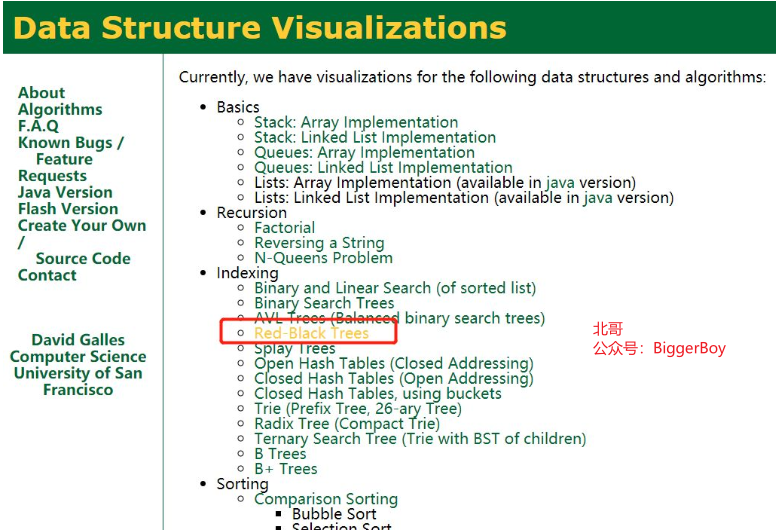 Data Structure Visualizations
About
Algorithms
F.A.Q
Known Bugs /
Feature
Requests
Java Version
Flash Version
Create Your Own
/
Source Code
Contact
David Galles
Computer Science
University of San
Francisco
Currently, we have visualizations for the following data structures and algorithms:
Basics
Stack: Array Implementation
Stack: Linked List Implementation
Queues: Array Implementation
Queues: Linked List Implementation
Lists: Array Implementation (available in java version)
Lists: Linked List Implementation (available in java version)
Recursion
Factorial
Reversing a String
N-Queens Problem
Indexing
Binary and Linear Search (of sorted list)
Binary Search Trees
AVL Trees (Balanced binary search trees)
Red-Black Trees
Splay Trees
Open Hash Tables (Closed Addressing)
Closed Hash Tables (Open Addressing)
Closed Hash Tables, using buckets
Trie (Prefix Tree, 26-ary Tree)
Radix Tree (Compact Trie)
Ternary Search Tree (Trie with BST of children)
B Trees
B+ Trees
Sorting
Comparison Sorting
Bubble Sort
Selection Sort
北哥
公众号：BiggerBoy